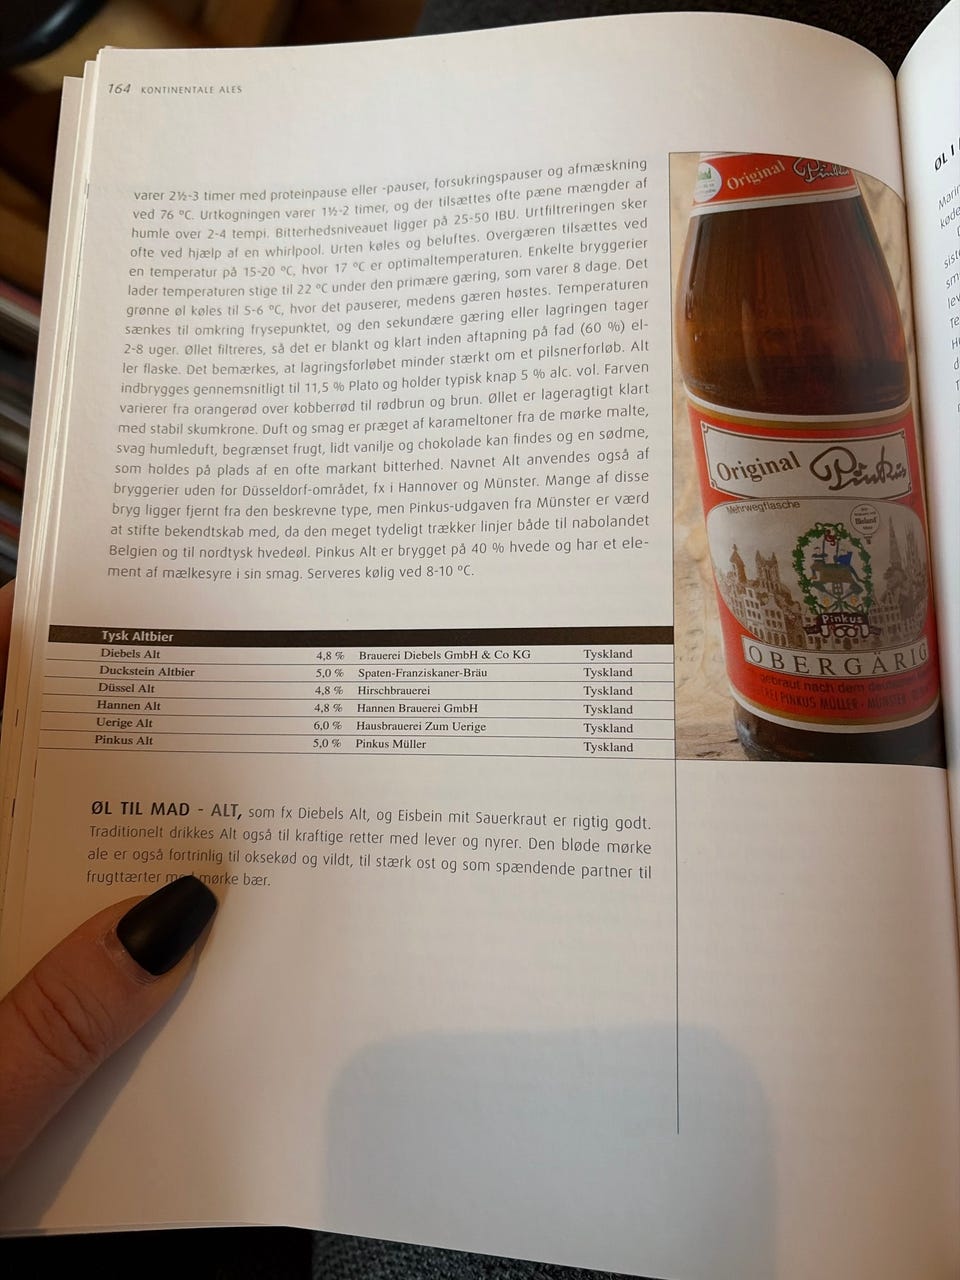 164 KONTINENTALE ALES
varer 2½-3 timer med proteinpause eller -pauser, forsukringspauser og afmæskning
ved 76 ºC. Urtkogningen varer 1½-2 timer, og der tilsættes ofte pæne mængder af
humle over 2-4 tempi. Bitterhedsniveauet ligger på 25-50 IBU. Urtfiltreringen sker
ofte ved hjælp af en whirlpool. Urten køles og beluftes. Overgæren tilsættes ved
en temperatur på 15-20 ºC, hvor 17 ºC er optimaltemperaturen. Enkelte bryggerier
lader temperaturen stige til 22 ºC under den primære gæring, som varer 8 dage. Det
grønne øl køles til 5-6 ºC, hvor det pauserer, medens gæren høstes. Temperaturen
sænkes til omkring frysepunktet, og den sekundære gæring eller lagringen tager
2-8 uger. Øllet filtreres, så det er blankt og klart inden aftapning på fad (60 %) el-
ler flaske. Det bemærkes, at lagringsforløbet minder stærkt om et pilsnerforløb. Alt
indbrygges gennemsnitligt til 11,5 % Plato og holder typisk knap 5 % alc. vol. Farven
varierer fra orangerød over kobberrød til rødbrun og brun. Øllet er lageragtigt klart
med stabil skumkrone. Duft og smag er præget af karameltoner fra de mørke malte,
svag humleduft, begrænset frugt, lidt vanilje og chokolade kan findes og en sødme,
som holdes på plads af en ofte markant bitterhed. Navnet Alt anvendes også af
bryggerier uden for Düsseldorf-området, fx i Hannover og Münster. Mange af disse
bryg ligger fjernt fra den beskrevne type, men Pinkus-udgaven fra Münster er værd
at stifte bekendtskab med, da den meget tydeligt trækker linjer både til nabolandet
Belgien og til nordtysk hvedeøl. Pinkus Alt er brygget på 40 % hvede og har et ele-
ment af mælkesyre i sin smag. Serveres kølig ved 8-10 ºC.
Tysk Altbier
Diebels Alt 4,8 % Brauerei Diebels GmbH & Co KG Tyskland
Duckstein Altbier 5,0 % Spaten-Franziskaner-Bräu Tyskland
Düssel Alt 4,8 % Hirschbrauerei Tyskland
Hannen Alt 4,8 % Hannen Brauerei GmbH Tyskland
Uerige Alt 6,0 % Hausbrauerei Zum Uerige Tyskland
Pinkus Alt 5,0 % Pinkus Müller Tyskland
ØL TIL MAD - ALT, som fx Diebels Alt, og Eisbein mit Sauerkraut er rigtig godt.
Traditionelt drikkes Alt også til kraftige retter med lever og nyrer. Den bløde mørke
ale er også fortrinlig til oksekød og vildt, til stærk ost og som spændende partner til
frugttærter med mørke bær.
Original Pinkus
Original Pinkus
Mehrwegflasche
Pinkus
OBERGÄRIG
gebraut nach dem
PINKUS MÜLLER · MÜNSTER
ØL I